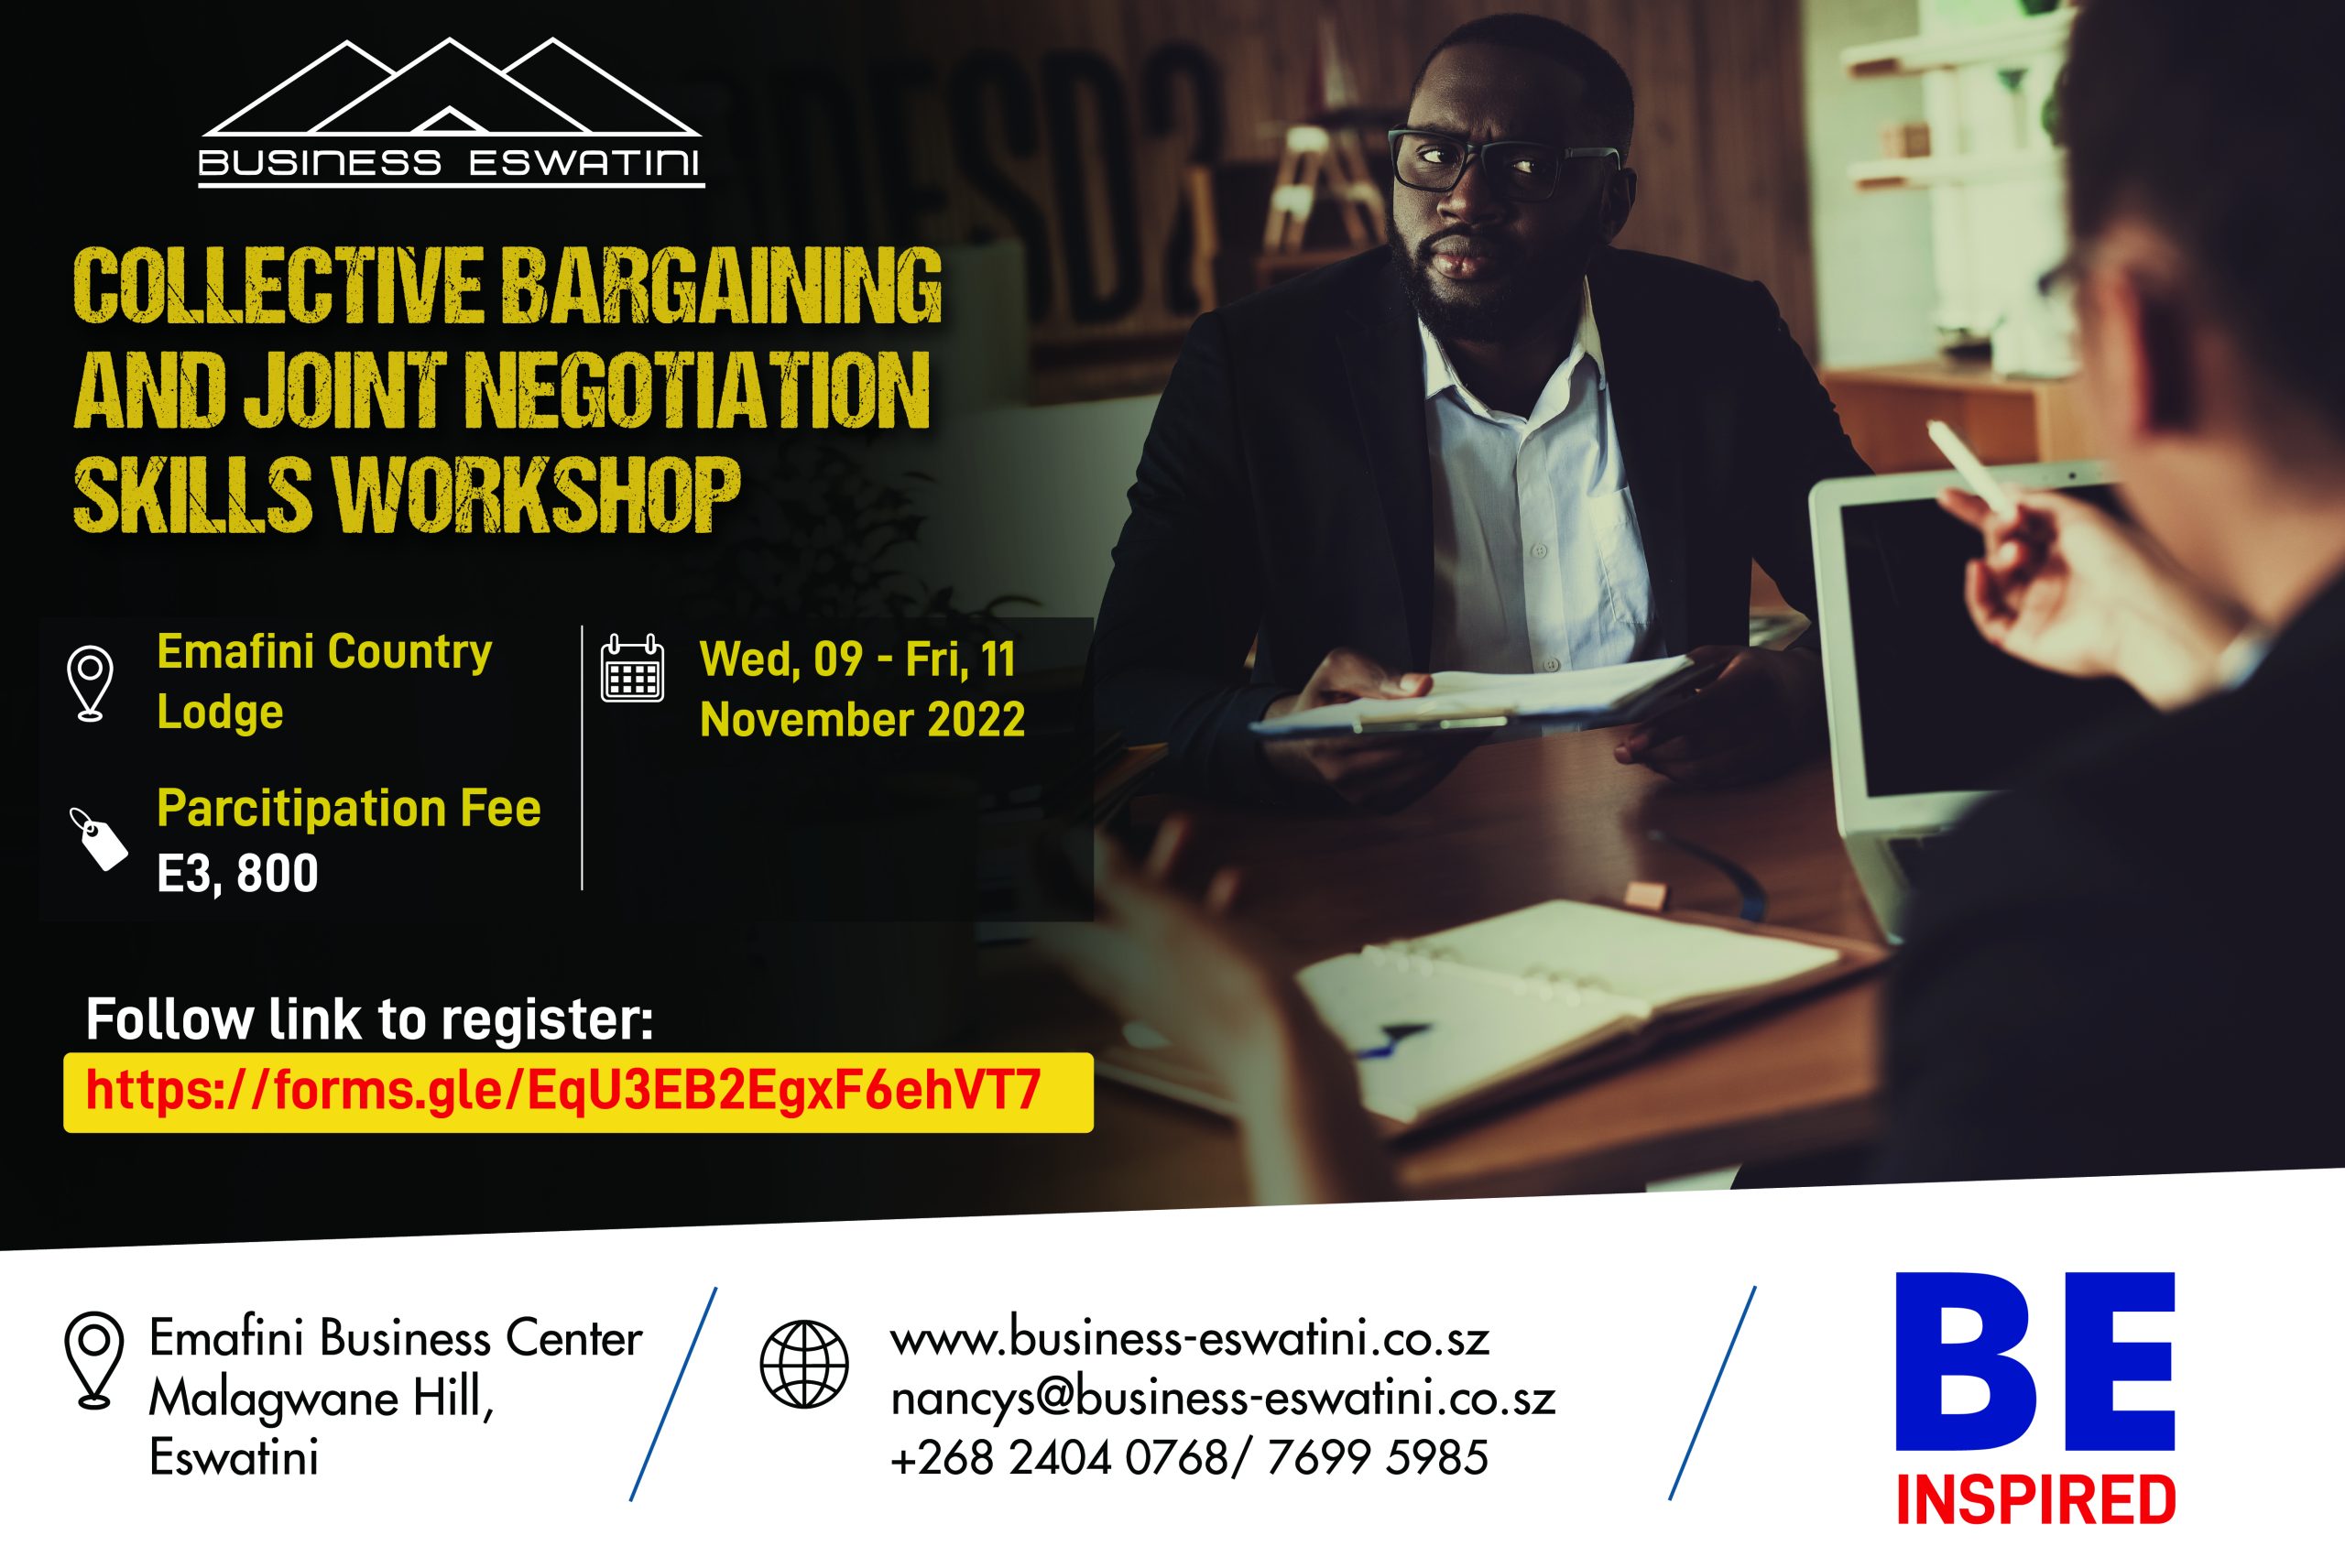 BUSINESS ESWATINI
COLLECTIVE BARGAINING
AND JOINT NEGOTIATION
SKILLS WORKSHOP
Emafini Country
Lodge
Wed, 09 - Fri, 11
November 2022
Parcitipation Fee
E3, 800
Follow link to register:
https://forms.gle/EqU3EB2EgxF6ehVT7
Emafini Business Center
Malagwane Hill,
Eswatini
www.business-eswatini.co.sz
nancys@business-eswatini.co.sz
+268 2404 0768/ 7699 5985
BE
INSPIRED